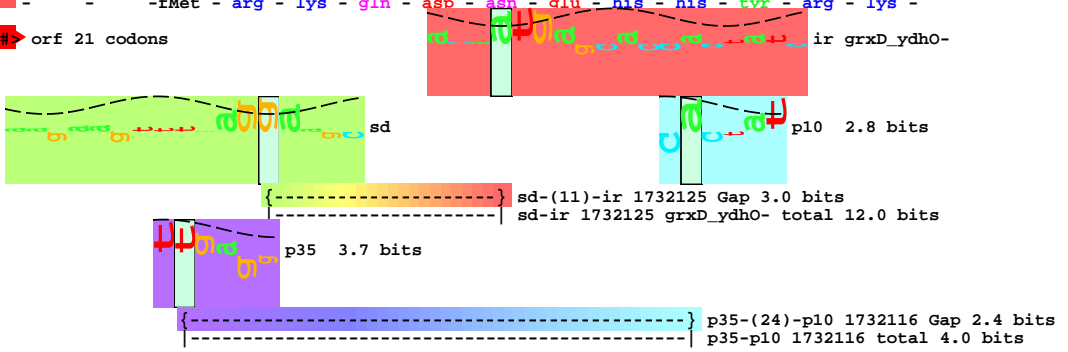 - - -fMet - arg - lys - gln - asp - asn - glu - his - his - tyr - arg - lys -
#> orf 21 codons
ir grxD_ydhO-
sd
p10 2.8 bits
{----------------------} sd-(11)-ir 1732125 Gap 3.0 bits
|----------------------| sd-ir 1732125 grxD_ydhO- total 12.0 bits
p35 3.7 bits
{------------------------------------------------} p35-(24)-p10 1732116 Gap 2.4 bits
|------------------------------------------------| p35-p10 1732116 total 4.0 bits